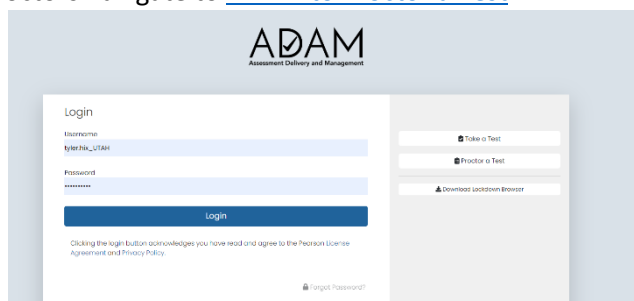 ADAM
Assessment Delivery and Management
Login
Username
tyler.hix_UTAH
Password
••••••••••
Login
Clicking the login button acknowledges you have read and agree to the Pearson License
Agreement and Privacy Policy.
Forgot Password?
Take a Test
Proctor a Test
Download Lockdown Browser